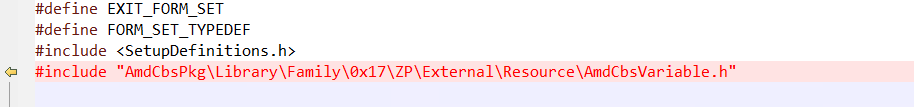 #define EXIT_FORM_SET
#define FORM_SET_TYPEDEF
#include <SetupDefinitions.h>
#include "AmdCbsPkg\Library\Family\0x17\ZP\External\Resource\AmdCbsVariable.h"